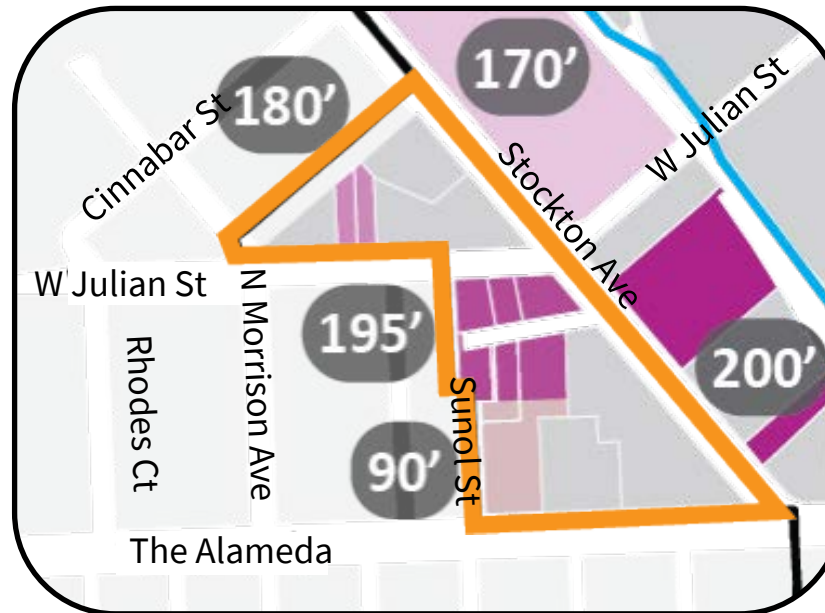 180’
170’
Cinnabar St
W Julian St
Stockton Ave
W Julian St
N Morrison Ave
195’
Rhodes Ct
200’
Sunol St
90’
The Alameda